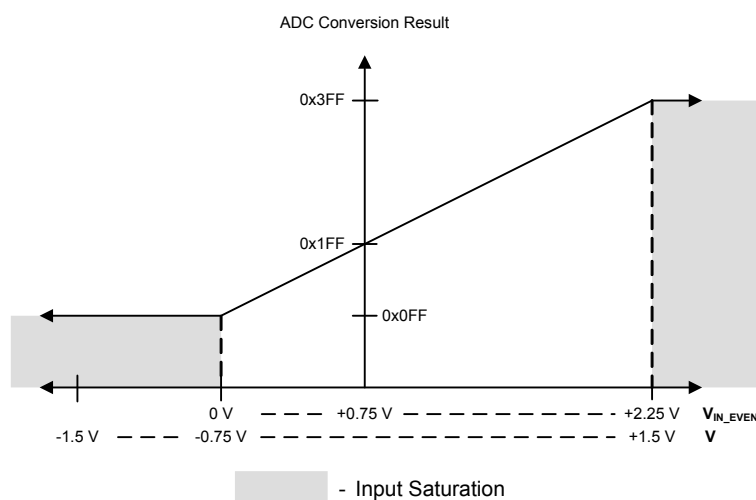 ADC Conversion Result
0x3FF
0x1FF
0x0FF
0 V +0.75 V +2.25 V VIN_EVEN
-1.5 V -0.75 V +1.5 V V
- Input Saturation